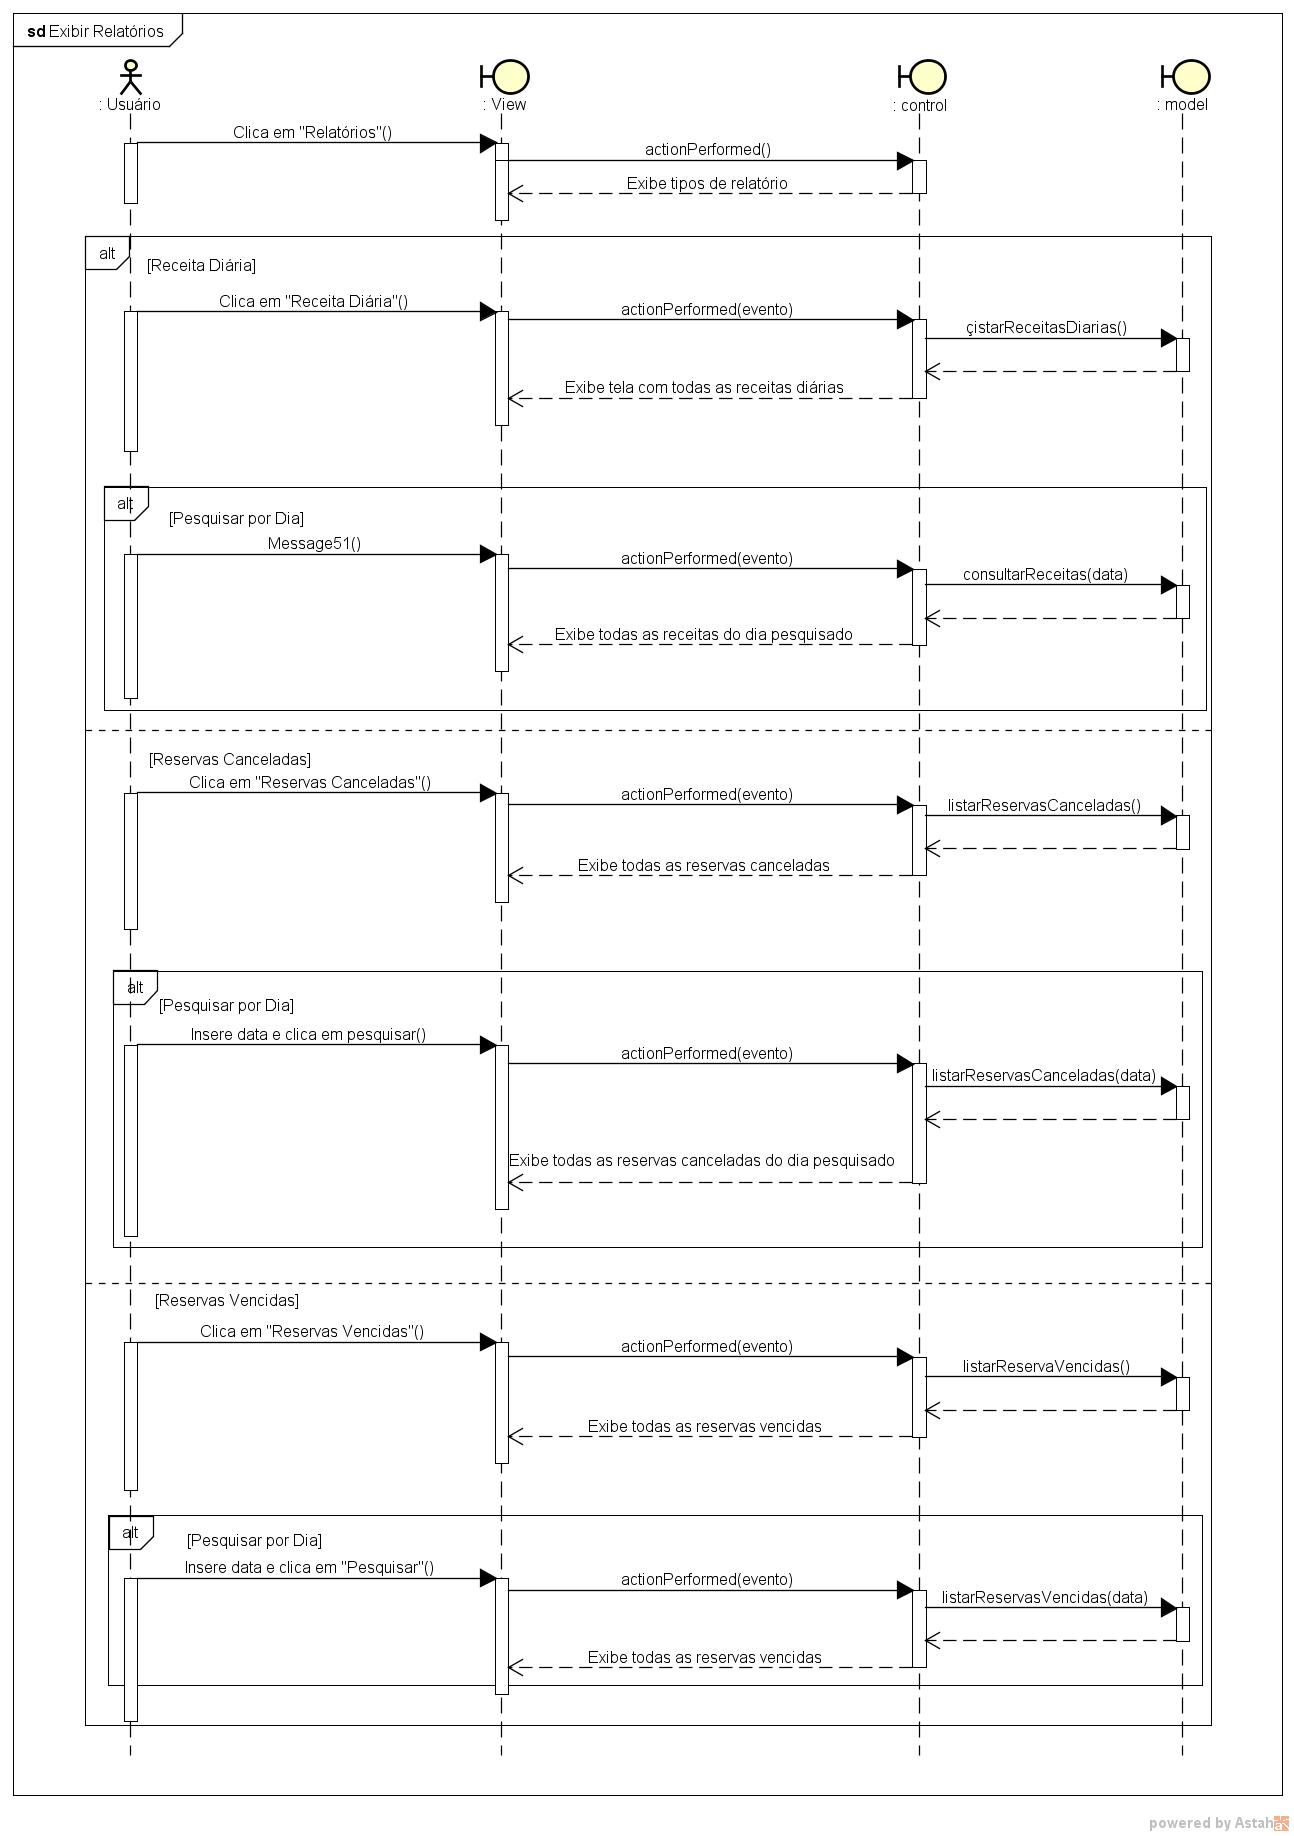 sd Exibir Relatórios
: Usuário
: View
: control
: model
Clica em "Relatórios"()
actionPerformed()
Exibe tipos de relatório
alt
[Receita Diária]
Clica em "Receita Diária"()
actionPerformed(evento)
çistarReceitasDiarias()
Exibe tela com todas as receitas diárias
alt
[Pesquisar por Dia]
Message51()
actionPerformed(evento)
consultarReceitas(data)
Exibe todas as receitas do dia pesquisado
[Reservas Canceladas]
Clica em "Reservas Canceladas"()
actionPerformed(evento)
listarReservasCanceladas()
Exibe todas as reservas canceladas
alt
[Pesquisar por Dia]
Insere data e clica em pesquisar()
actionPerformed(evento)
listarReservasCanceladas(data)
Exibe todas as reservas canceladas do dia pesquisado
[Reservas Vencidas]
Clica em "Reservas Vencidas"()
actionPerformed(evento)
listarReservaVencidas()
Exibe todas as reservas vencidas
alt
[Pesquisar por Dia]
Insere data e clica em "Pesquisar"()
actionPerformed(evento)
listarReservasVencidas(data)
Exibe todas as reservas vencidas
powered by Astah